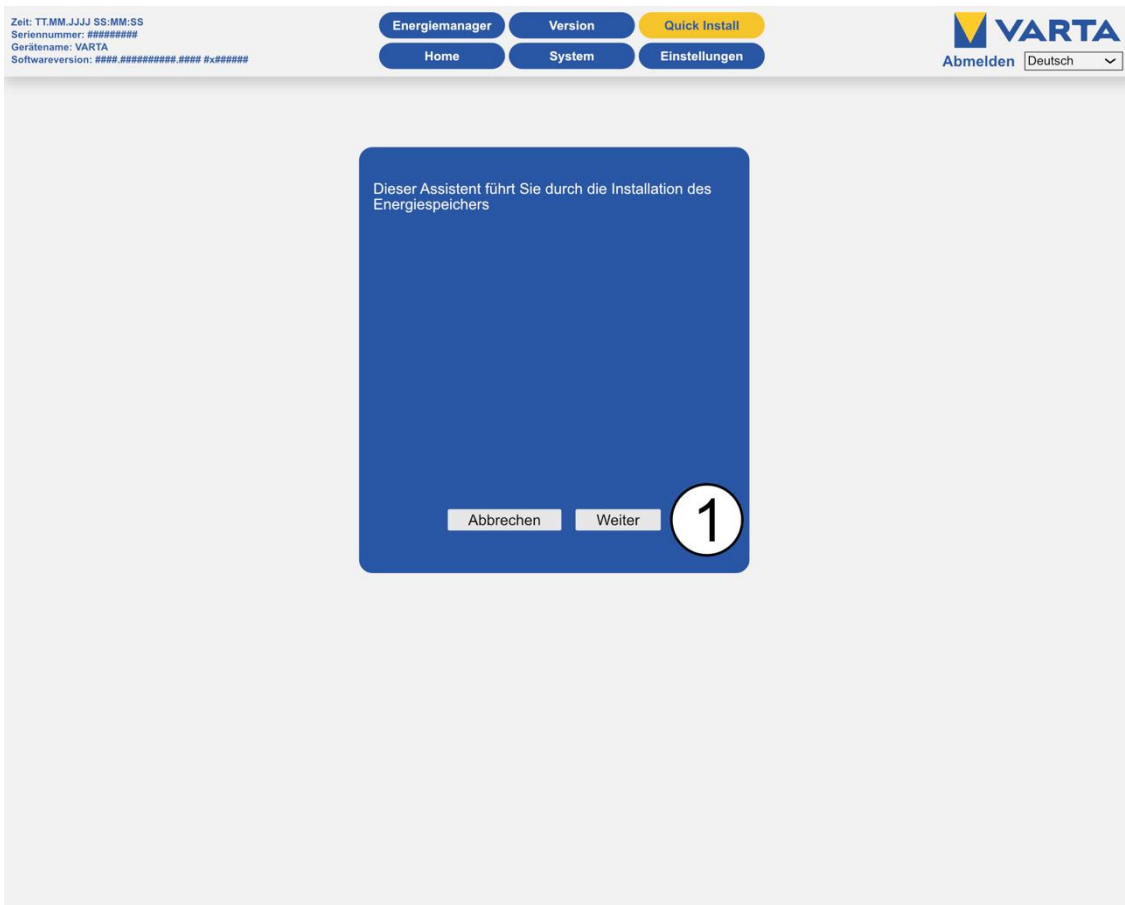 Zeit: TT.MM.JJJJ SS:MM:SS
Seriennummer: #########
Gerätename: VARTA
Softwareversion: ####.##########.#### #x######
Energiemanager Version Quick Install
Home System Einstellungen
VARTA
Abmelden Deutsch
Dieser Assistent führt Sie durch die Installation des
Energiespeichers
Abbrechen Weiter 1